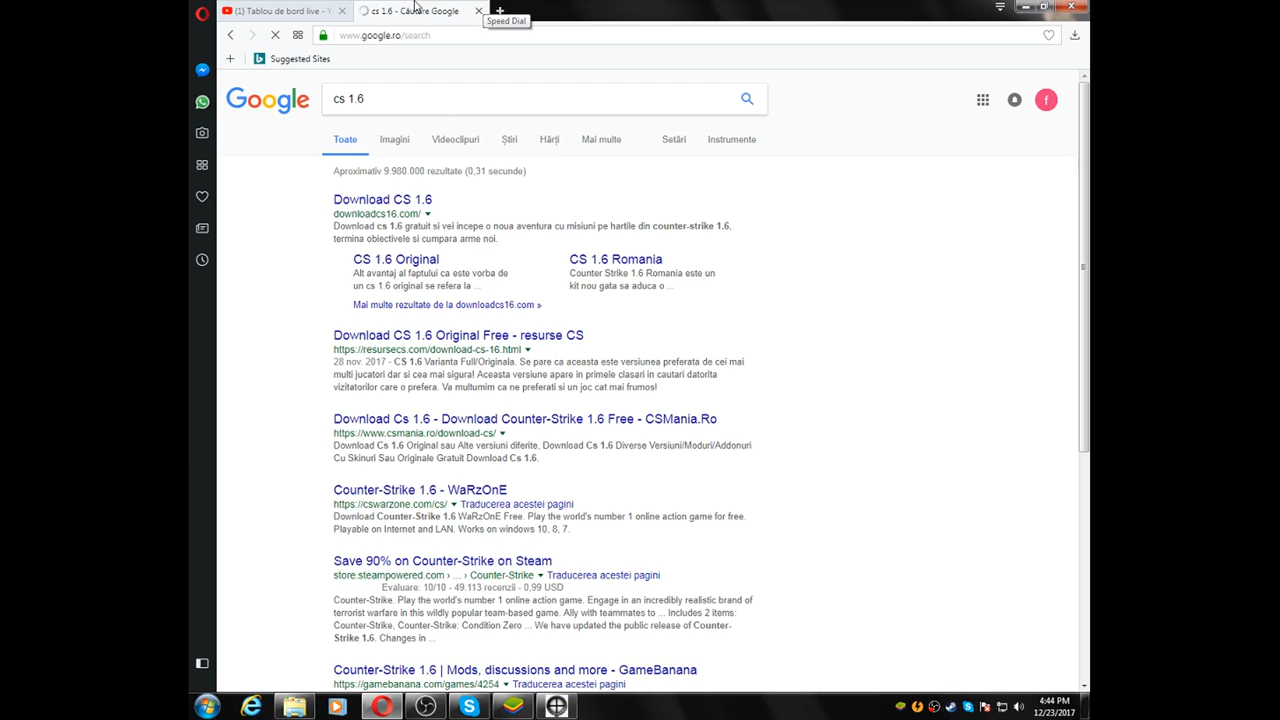 (1) Tablou de bord live - Y
cs 1.6 - Căutare Google
Speed Dial
www.google.ro/search
Suggested Sites
Google
cs 1.6
f
Toate
Imagini
Videoclipuri
Știri
Hărți
Mai multe
Setări
Instrumente
Aproximativ 9.980.000 rezultate (0,31 secunde)
Download CS 1.6
downloadcs16.com/
Download cs 1.6 gratuit si vei incepe o noua aventura cu misiuni pe hartile din counter-strike 1.6,
termina obiectivele si cumpara arme noi.
CS 1.6 Original
CS 1.6 Romania
Alt avantaj al faptului ca este vorba de
Counter Strike 1.6 Romania este un
un cs 1.6 original se refera la ...
kit nou gata sa aduca o ...
Mai multe rezultate de la downloadcs16.com »
Download CS 1.6 Original Free - resurse CS
https://resursecs.com/download-cs-16.html
28 nov. 2017 - CS 1.6 Varianta Full/Originala. Se pare ca aceasta este versiunea preferata de cei mai
multi jucatori dar si cea mai sigura! Aceasta versiune apare in primele clasari in cautari datorita
vizitatorilor care o prefera. Va multumim ca ne preferati si un joc cat mai frumos!
Download Cs 1.6 - Download Counter-Strike 1.6 Free - CSMania.Ro
https://www.csmania.ro/download-cs/
Download Cs 1.6 Original sau Alte versiuni diferite, Download Cs 1.6 Diverse Versiuni/Moduri/Addonuri
Cu Skinuri Sau Originale Gratuit Download Cs 1.6.
Counter-Strike 1.6 - WaRzOnE
https://cswarzone.com/cs/ Traducerea acestei pagini
Download Counter-Strike 1.6 WaRzOnE Free. Play the world's number 1 online action game for free.
Playable on Internet and LAN. Works on windows 10, 8, 7.
Save 90% on Counter-Strike on Steam
store.steampowered.com › ... › Counter-Strike Traducerea acestei pagini
Evaluare: 10/10 - 49.113 recenzii - 0,99 USD
Counter-Strike. Play the world's number 1 online action game. Engage in an incredibly realistic brand of
terrorist warfare in this wildly popular team-based game. Ally with teammates to ... Includes 2 items:
Counter-Strike, Counter-Strike: Condition Zero ... We have updated the public release of Counter-
Strike 1.6. Changes in ...
Counter-Strike 1.6 | Mods, discussions and more - GameBanana
https://gamebanana.com/games/4254 Traducerea acestei pagini
4:44 PM
12/23/2017